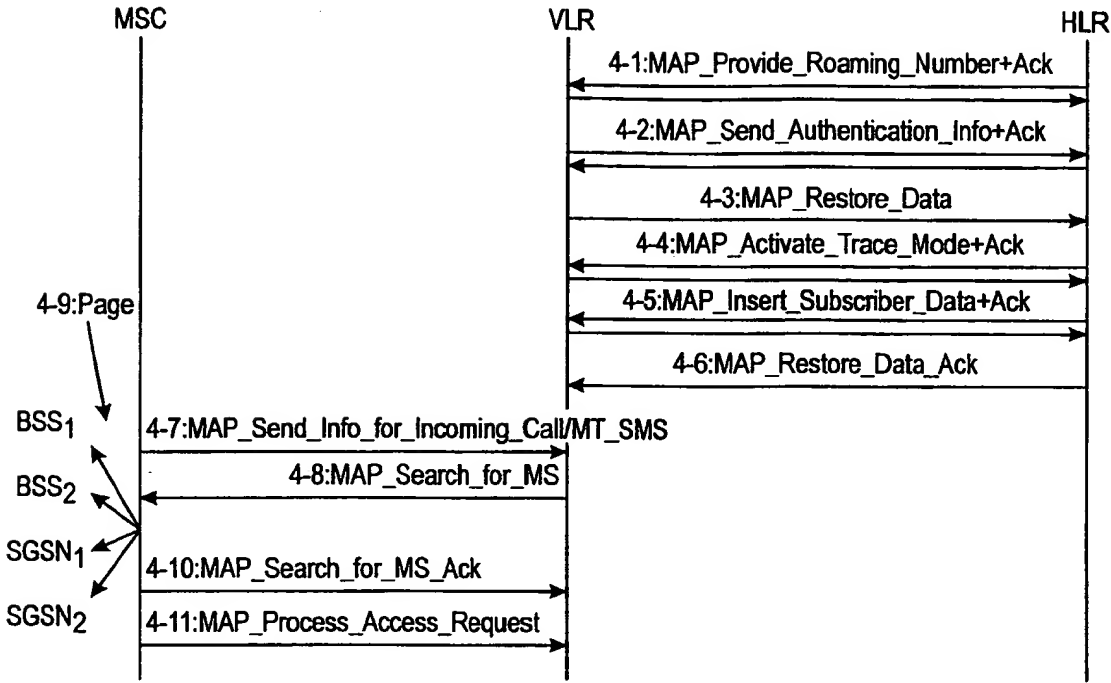 MSC VLR HLR
4-1:MAP_Provide_Roaming_Number+Ack
4-2:MAP_Send_Authentication_Info+Ack
4-3:MAP_Restore_Data
4-4:MAP_Activate_Trace_Mode+Ack
4-9:Page
4-5:MAP_Insert_Subscriber_Data+Ack
4-6:MAP_Restore_Data_Ack
BSS1
4-7:MAP_Send_Info_for_Incoming_Call/MT_SMS
BSS2
4-8:MAP_Search_for_MS
SGSN1
4-10:MAP_Search_for_MS_Ack
SGSN2
4-11:MAP_Process_Access_Request